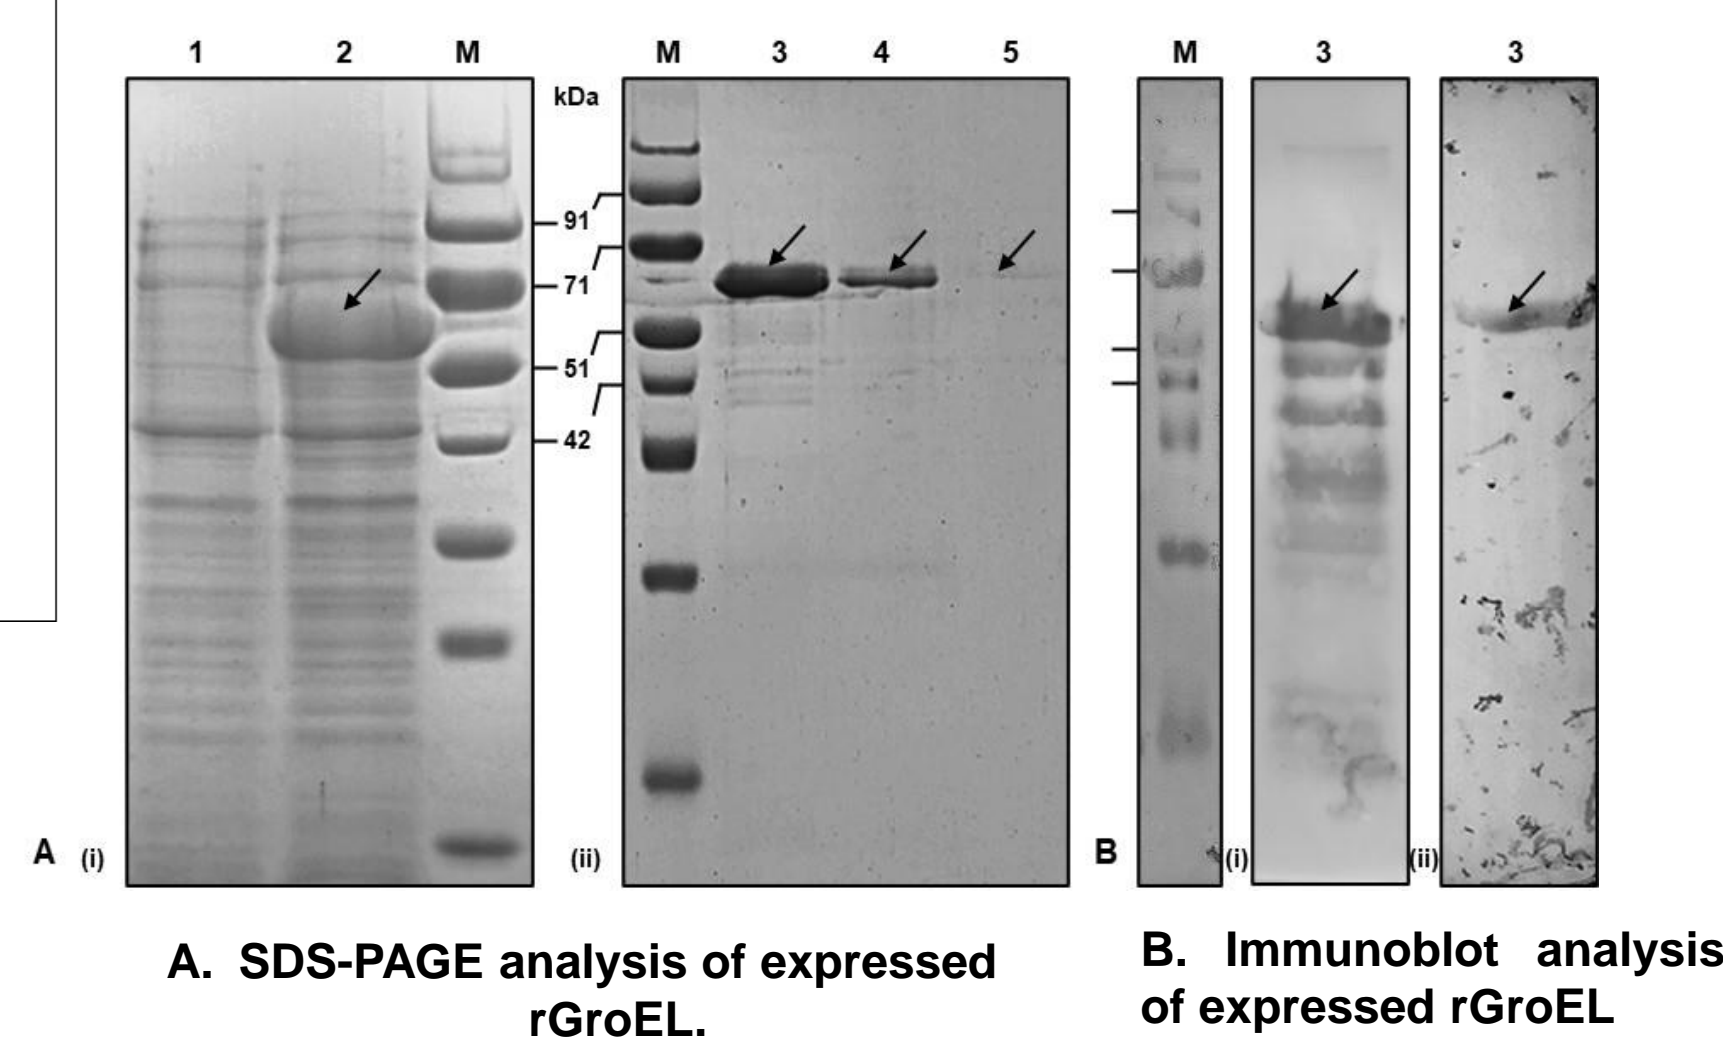 1 2 M M 3 4 5 M 3 3
kDa
91
71
51
42
A (i) (ii) B (i) (ii)
A. SDS-PAGE analysis of expressed
rGroEL.
B. Immunoblot analysis
of expressed rGroEL